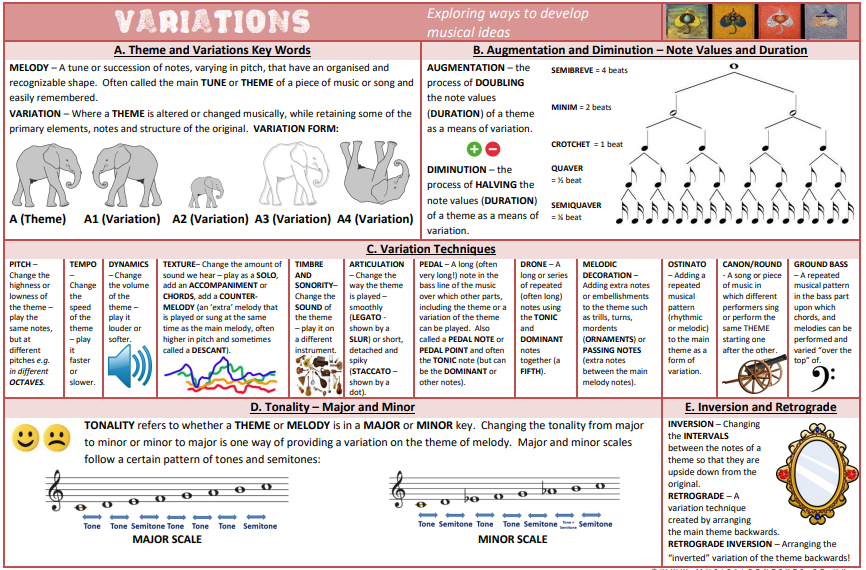 VARIATIONS
Exploring ways to develop
musical ideas
A. Theme and Variations Key Words
MELODY – A tune or succession of notes, varying in pitch, that have an organised and
recognizable shape. Often called the main TUNE or THEME of a piece of music or song and
easily remembered.
VARIATION – Where a THEME is altered or changed musically, while retaining some of the
primary elements, notes and structure of the original. VARIATION FORM:
A (Theme) A1 (Variation) A2 (Variation) A3 (Variation) A4 (Variation)
B. Augmentation and Diminution – Note Values and Duration
AUGMENTATION – the
process of DOUBLING
the note values
(DURATION) of a theme
as a means of variation.
DIMINUTION – the
process of HALVING the
note values (DURATION)
of a theme as a means of
variation.
SEMIBREVE = 4 beats
MINIM = 2 beats
CROTCHET = 1 beat
QUAVER
= ½ beat
SEMIQUAVER
= ¼ beat
C. Variation Techniques
PITCH –
Change the
highness or
lowness of
the theme –
play the
same notes,
but at
different
pitches e.g.
in different
OCTAVES.
TEMPO
–
Change
the
speed
of the
theme
– play
it
faster
or
slower.
DYNAMICS
– Change
the volume
of the
theme –
play it
louder or
softer.
TEXTURE– Change the amount of
sound we hear – play as a SOLO,
add an ACCOMPANIMENT or
CHORDS, add a COUNTER-
MELODY (an ‘extra’ melody that
is played or sung at the same
time as the main melody, often
higher in pitch and sometimes
called a DESCANT).
TIMBRE
AND
SONORITY–
Change the
SOUND of
the theme
– play it on
a different
instrument.
ARTICULATION
– Change the
way the theme
is played –
smoothly
(LEGATO -
shown by a
SLUR) or short,
detached and
spiky
(STACCATO –
shown by a
dot).
PEDAL – A long (often
very long!) note in the
bass line of the music
over which other parts,
including the theme or a
variation of the theme
can be played. Also
called a PEDAL NOTE or
PEDAL POINT and often
the TONIC note (but can
be the DOMINANT or
other notes).
DRONE – A
long or
series of
repeated
(often long)
notes using
the TONIC
and
DOMINANT
notes
together (a
FIFTH).
MELODIC
DECORATION –
Adding extra notes
or embellishments
to the theme such
as trills, turns,
mordents
(ORNAMENTS) or
PASSING NOTES
(extra notes
between the main
melody notes).
OSTINATO
– Adding a
repeated
musical
pattern
(rhythmic
or melodic)
to the main
theme as a
form of
variation.
CANON/ROUND
- A song or piece
of music in
which different
performers sing
or perform the
same THEME
starting one
after the other.
GROUND BASS
– A repeated
musical pattern
in the bass part
upon which
chords, and
melodies can be
performed and
varied “over the
top” of.
D. Tonality – Major and Minor
TONALITY refers to whether a THEME or MELODY is in a MAJOR or MINOR key. Changing the tonality from major
to minor or minor to major is one way of providing a variation on the theme of melody. Major and minor scales
follow a certain pattern of tones and semitones:
Tone Tone Semitone Tone Tone Tone Semitone
MAJOR SCALE
Tone Semitone Tone Tone Semitone Tone + Semitone Semitone
MINOR SCALE
E. Inversion and Retrograde
INVERSION – Changing
the INTERVALS
between the notes of a
theme so that they are
upside down from the
original.
RETROGRADE – A
variation technique
created by arranging
the main theme backwards.
RETROGRADE INVERSION – Arranging the
“inverted” variation of the theme backwards!